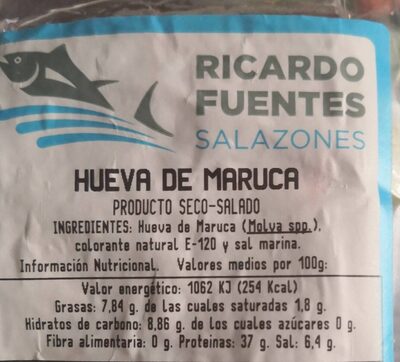 RICARDO
FUENTES
SALAZONES
HUEVA DE MARUCA
PRODUCTO SECO-SALADO
INGREDIENTES: Hueva de Maruca (Molva spp.),
colorante natural E-120 y sal marina.
Información Nutricional. Valores medios por 100g:
Valor energético: 1062 KJ (254 Kcal)
Grasas: 7,84 g. de las cuales saturadas 1,8 g.
Hidratos de carbono: 8,86 g. de los cuales azúcares 0 g.
Fibra alimentaria: 0 g. Proteinas: 37 g. Sal: 6,4 g.